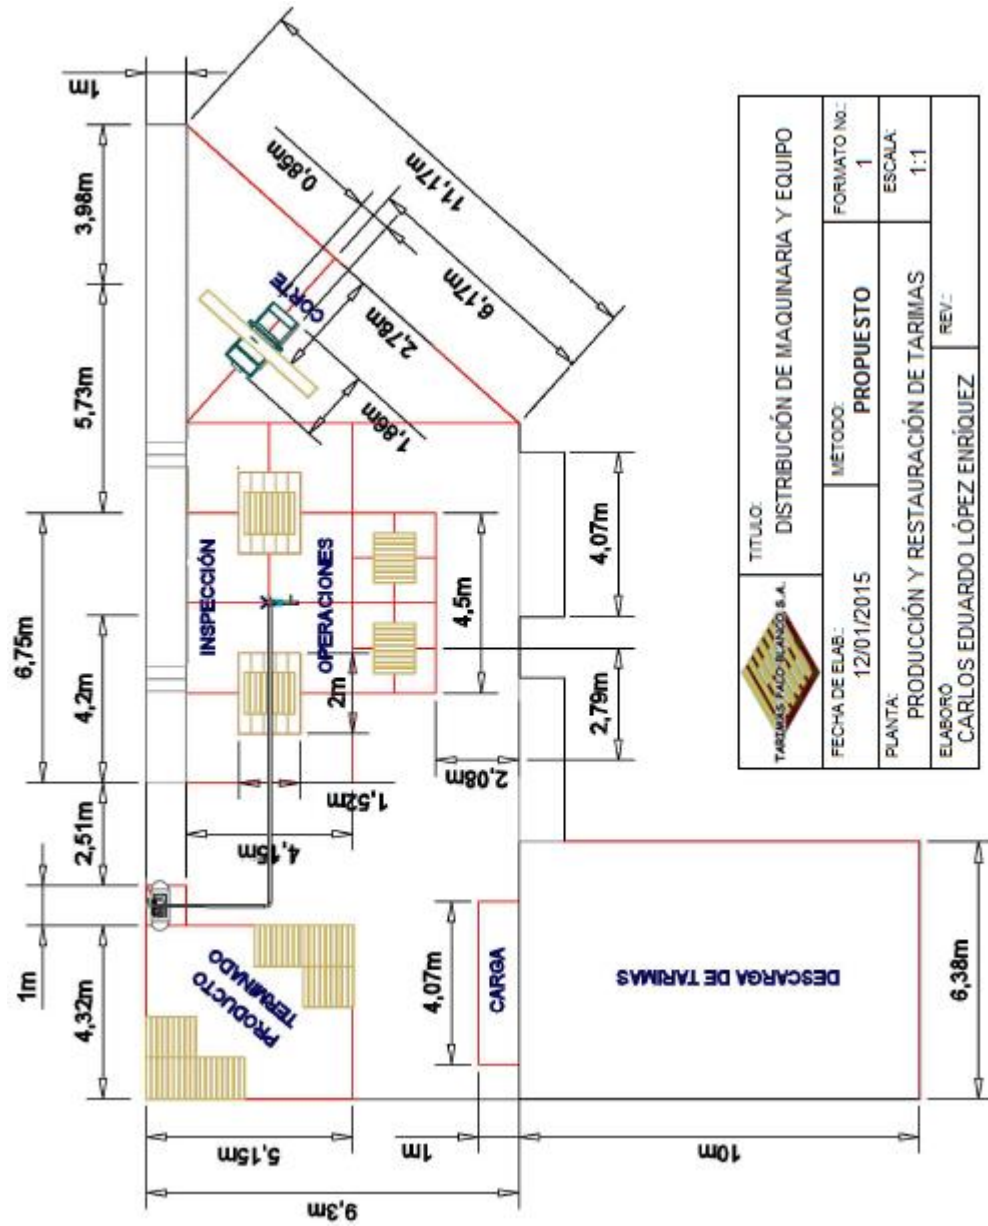 1m
3,98m
5,73m
6,75m
4,2m
2,51m
1m
4,32m
0,85m
11,17m
6,17m
2,78m
1,86m
CORTE
INSPECCIÓN
OPERACIONES
2m
4,5m
4,07m
2,79m
2,08m
1,52m
4,15m
PRODUCTO
TERMINADO
4,07m
CARGA
DESCARGA DE TARIMAS
6,38m
5,15m
1m
10m
9,3m
TARIMAS PACO BLANCO, S.A.
TITULO:
DISTRIBUCIÓN DE MAQUINARIA Y EQUIPO
FECHA DE ELAB.:
12/01/2015
MÉTODO:
PROPUESTO
FORMATO No.:
1
PLANTA:
PRODUCCIÓN Y RESTAURACIÓN DE TARIMAS
ESCALA:
1:1
ELABORÓ
CARLOS EDUARDO LÓPEZ ENRÍQUEZ
REV.: